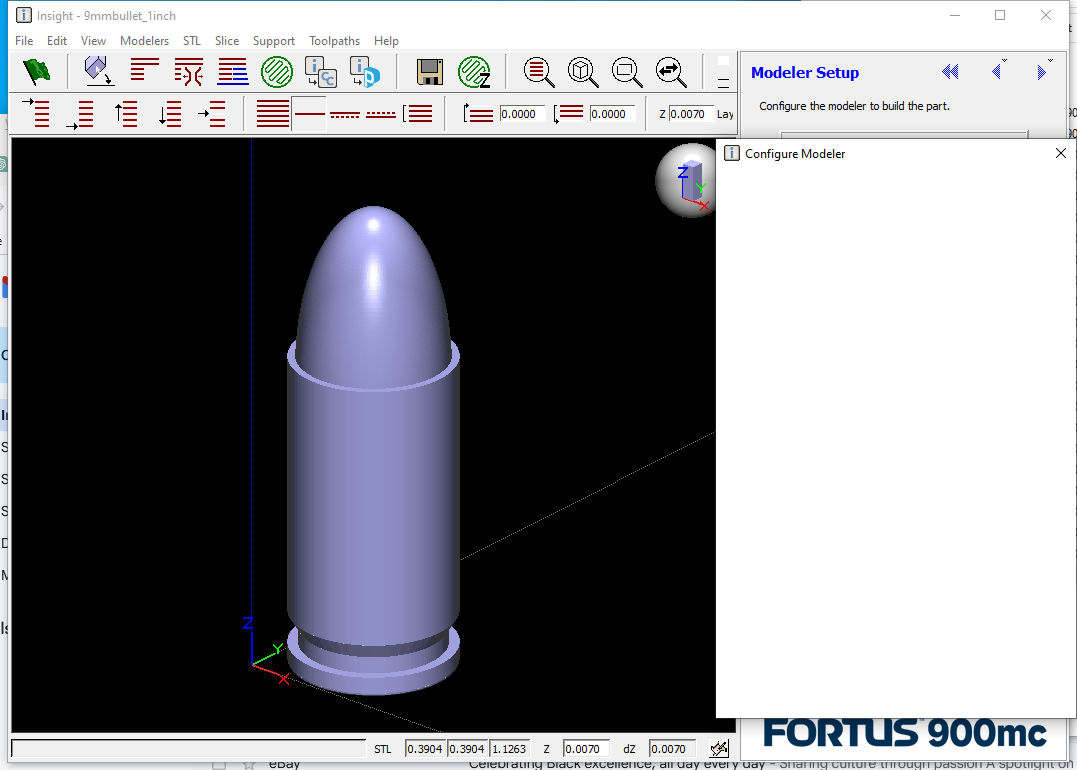 Insight - 9mmbullet_1inch
File Edit View Modelers STL Slice Support Toolpaths Help
Modeler Setup
Configure the modeler to build the part.
0.0000 0.0000 Z 0.0070 Lay
Configure Modeler
Z Y X
Z Y X
FORTUS 900mc
STL 0.3904 0.3904 1.1263 Z 0.0070 dZ 0.0070
eBay Celebrating Black excellence, all day every day - Sharing culture through passion A spotlight on